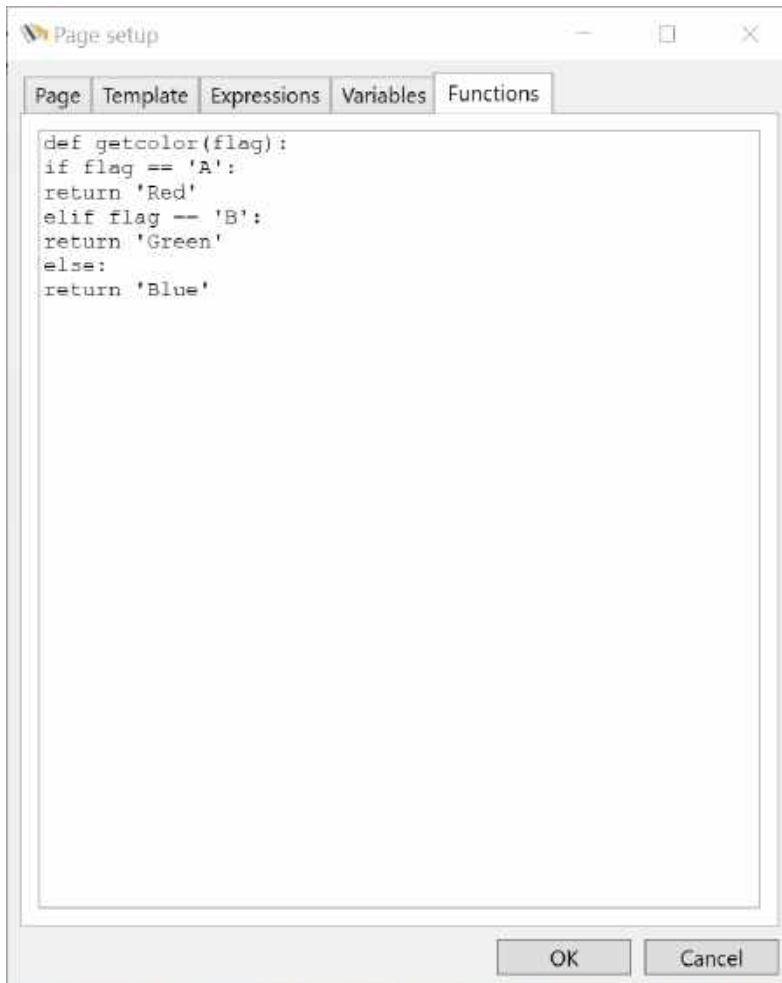 Page setup
Page Template Expressions Variables Functions
def getcolor(flag):
if flag == 'A':
return 'Red'
elif flag == 'B':
return 'Green'
else:
return 'Blue'
OK Cancel